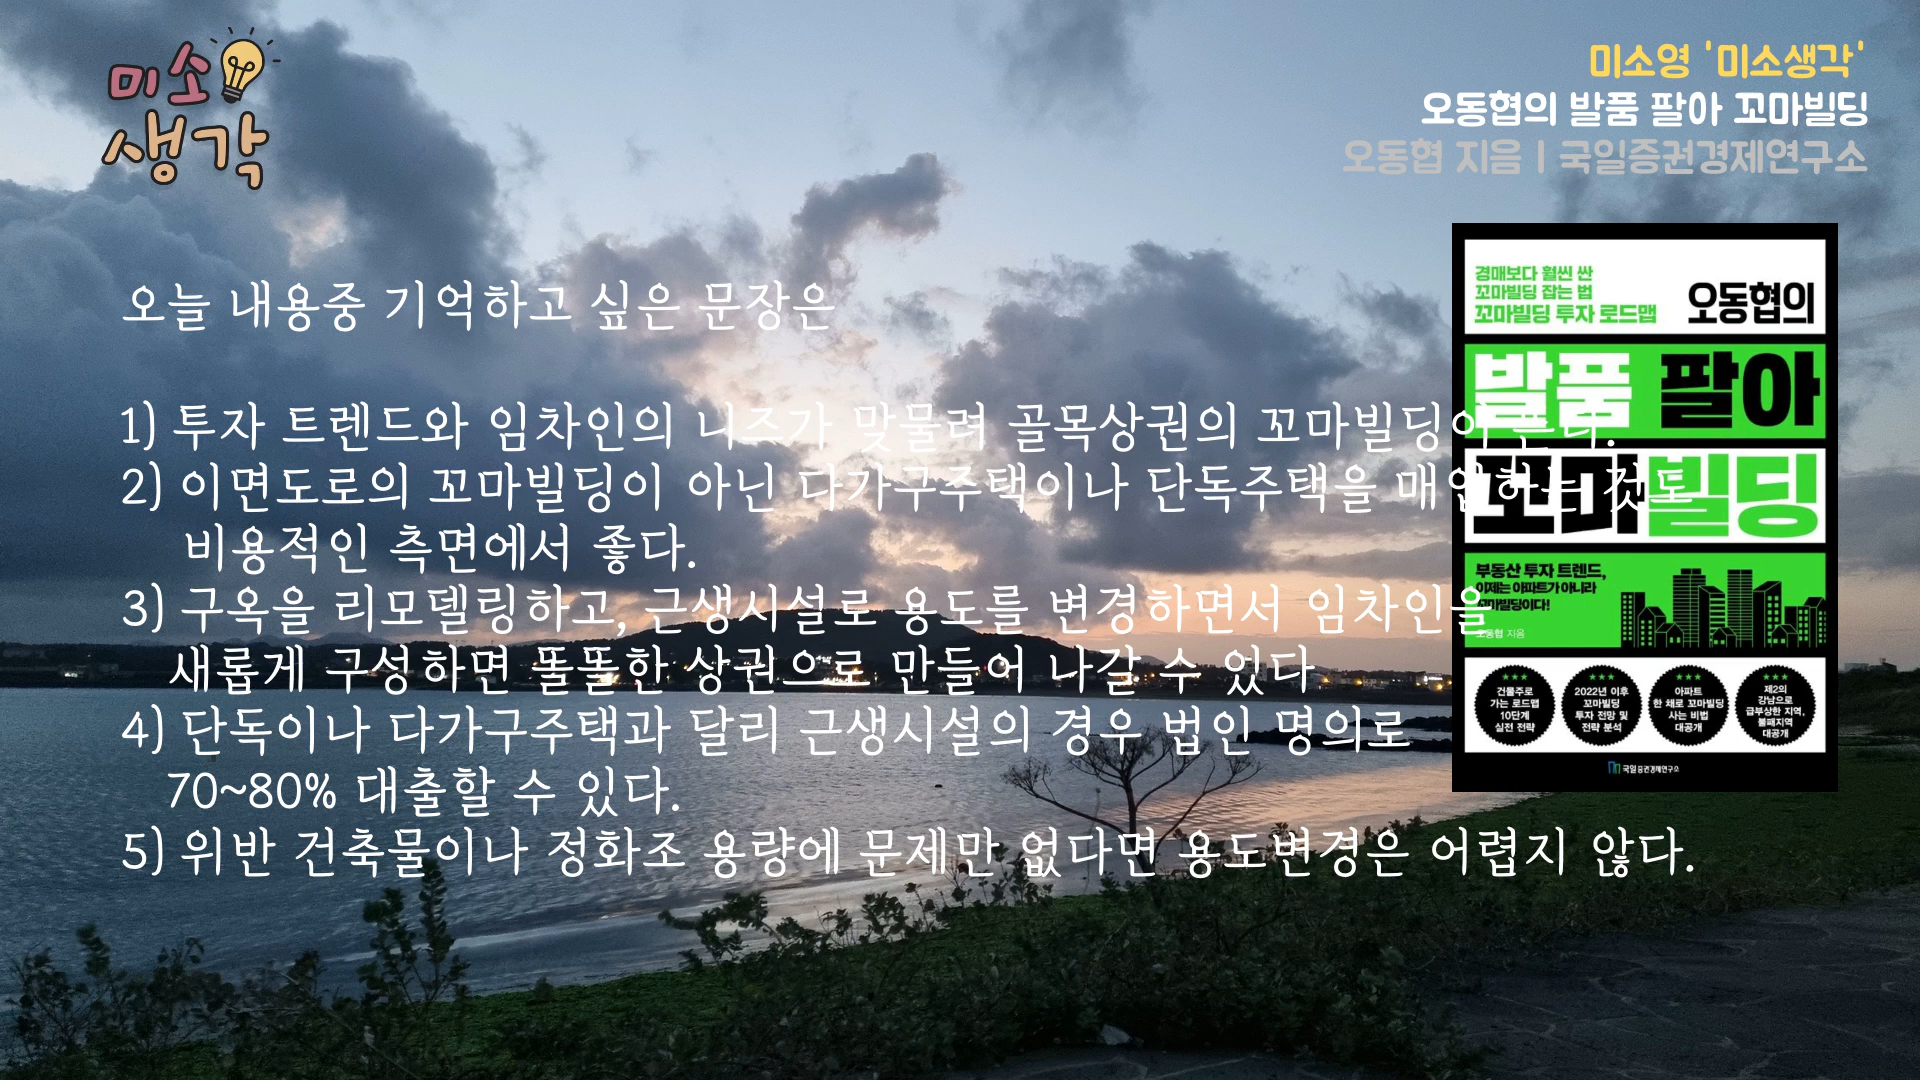 미소
생각
미소영 '미소생각'
오동협의 발품 팔아 꼬마빌딩
오동협 지음 | 국일증권경제연구소
오늘 내용중 기억하고 싶은 문장은
1) 투자 트렌드와 임차인의 니즈가 맞물려 골목상권의 꼬마빌딩이 뜬다.
2) 이면도로의 꼬마빌딩이 아닌 다가구주택이나 단독주택을 매입하는 것도
비용적인 측면에서 좋다.
3) 구옥을 리모델링하고, 근생시설로 용도를 변경하면서 임차인을
새롭게 구성하면 똘똘한 상권으로 만들어 나갈 수 있다
4) 단독이나 다가구주택과 달리 근생시설의 경우 법인 명의로
70~80% 대출할 수 있다.
5) 위반 건축물이나 정화조 용량에 문제만 없다면 용도변경은 어렵지 않다.
경매보다 훨씬 싼
꼬마빌딩 잡는 법
꼬마빌딩 투자 로드맵
오동협의
발품 팔아
꼬마빌딩
부동산 투자 트렌드,
이제는 아파트가 아니라
꼬마빌딩이다!
오동협 지음
건물주로
가는 로드맵
10단계
실전 전략
2022년 이후
꼬마빌딩
투자 전망 및
전략 분석
아파트
한 채로 꼬마빌딩
사는 비법
대공개
제2의
강남으로
급부상한 지역,
불패지역
대공개
국일증권경제연구소